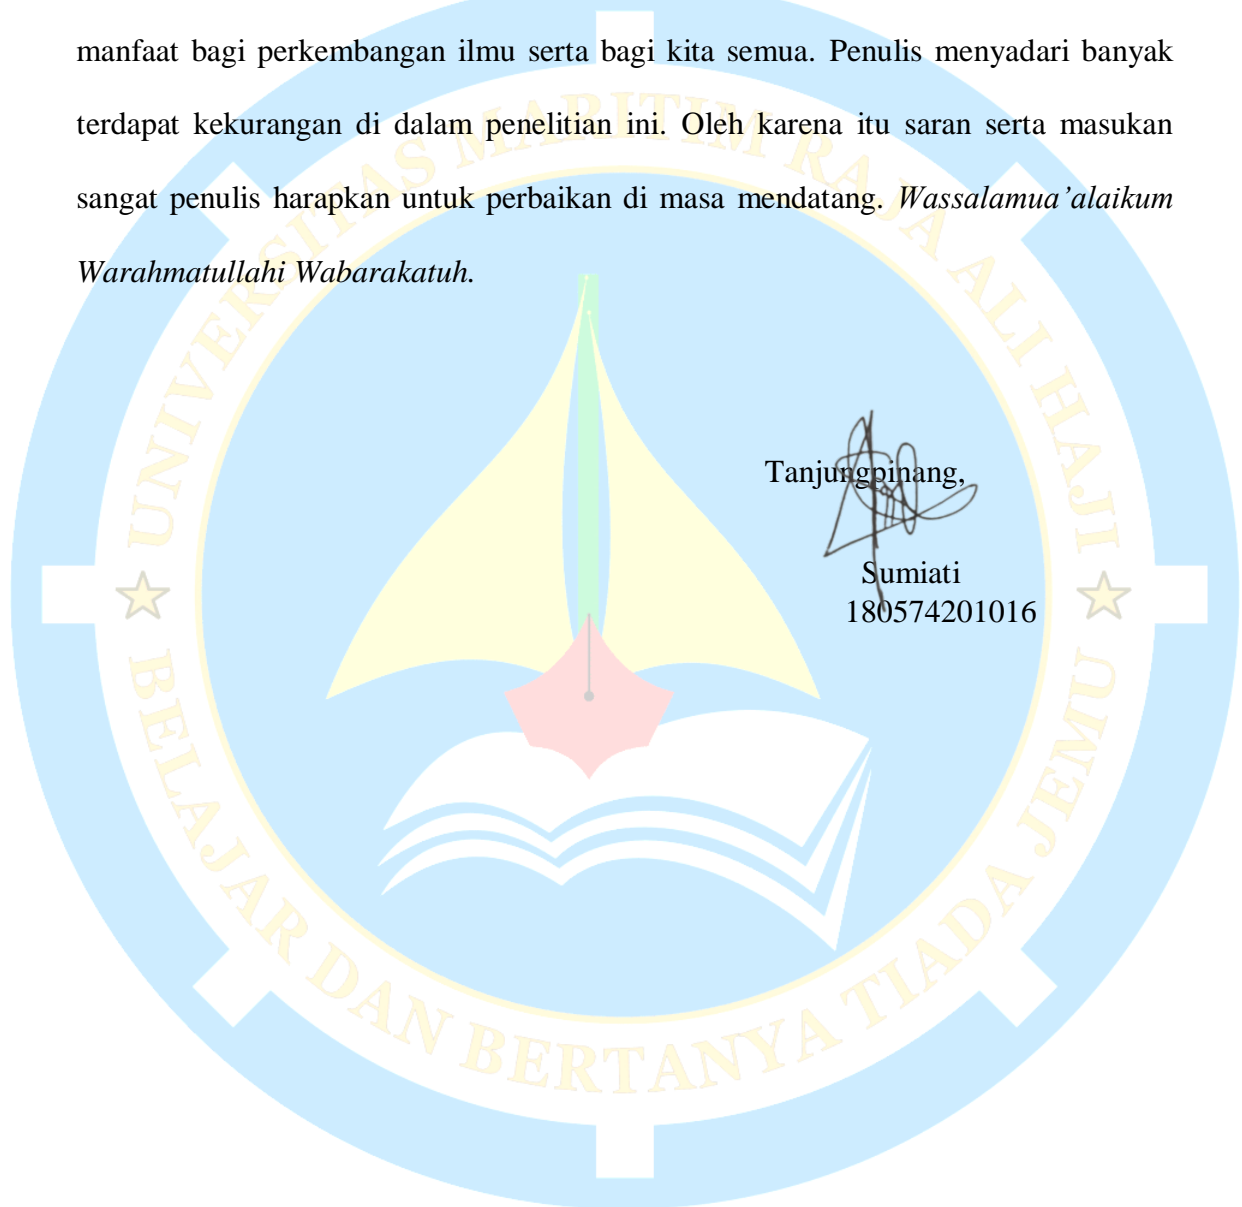 manfaat bagi perkembangan ilmu serta bagi kita semua. Penulis menyadari banyak
terdapat kekurangan di dalam penelitian ini. Oleh karena itu saran serta masukan
sangat penulis harapkan untuk perbaikan di masa mendatang. Wassalamua’alaikum
Warahmatullahi Wabarakatuh.
UNIVERSITAS MARITIM RAJA ALI HAJI
Tanjungpinang,
Sumiati
180574201016
BELAJAR DAN BERTANYA TIADA JEMU